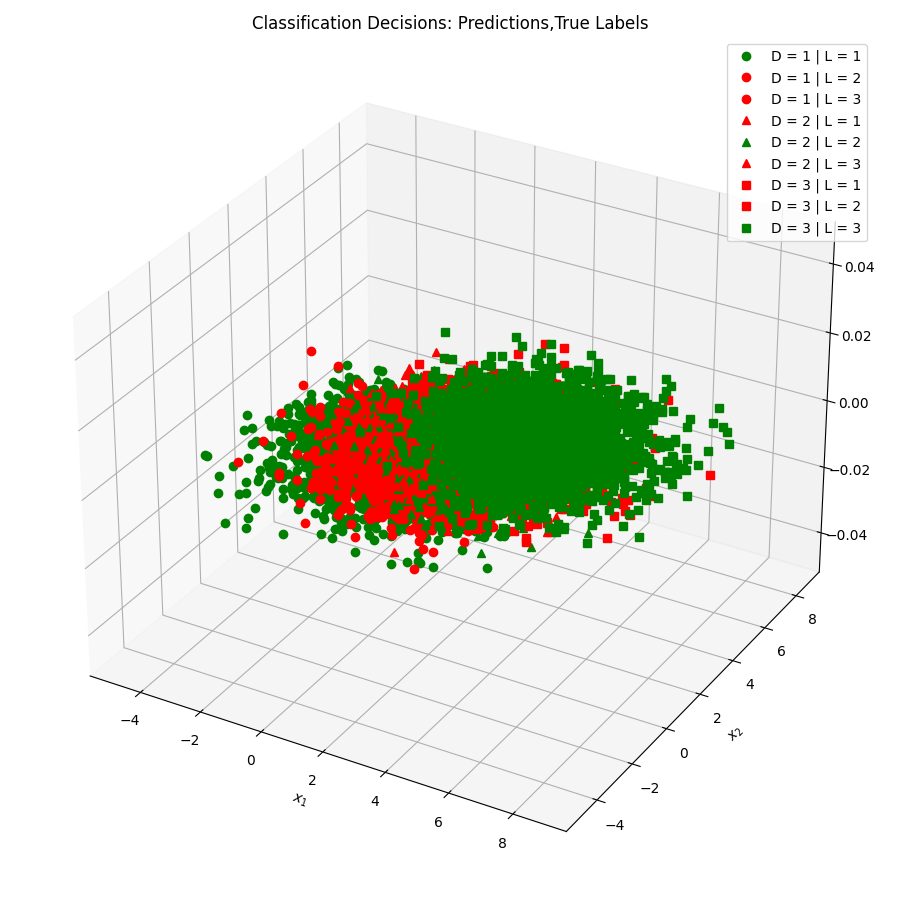 Classification Decisions: Predictions,True Labels
D = 1 | L = 1
D = 1 | L = 2
D = 1 | L = 3
D = 2 | L = 1
D = 2 | L = 2
D = 2 | L = 3
D = 3 | L = 1
D = 3 | L = 2
D = 3 | L = 3
0.04
0.02
0.00
−0.02
−0.04
8
6
4
2
0
−2
−4
x₂
−4
−2
0
2
4
6
8
x₁